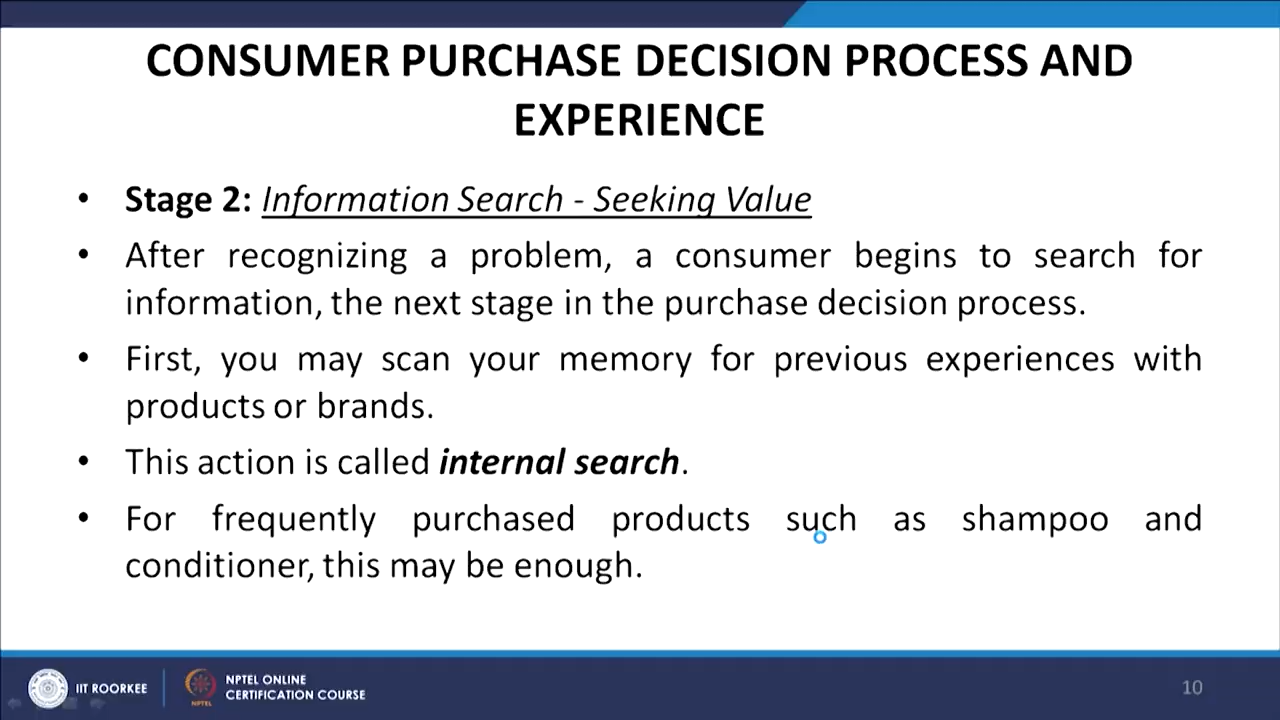 CONSUMER PURCHASE DECISION PROCESS AND
EXPERIENCE
• Stage 2: Information Search - Seeking Value
• After recognizing a problem, a consumer begins to search for
information, the next stage in the purchase decision process.
• First, you may scan your memory for previous experiences with
products or brands.
• This action is called internal search.
• For frequently purchased products such as shampoo and
conditioner, this may be enough.
IIT ROORKEE
NPTEL
NPTEL ONLINE
CERTIFICATION COURSE
10